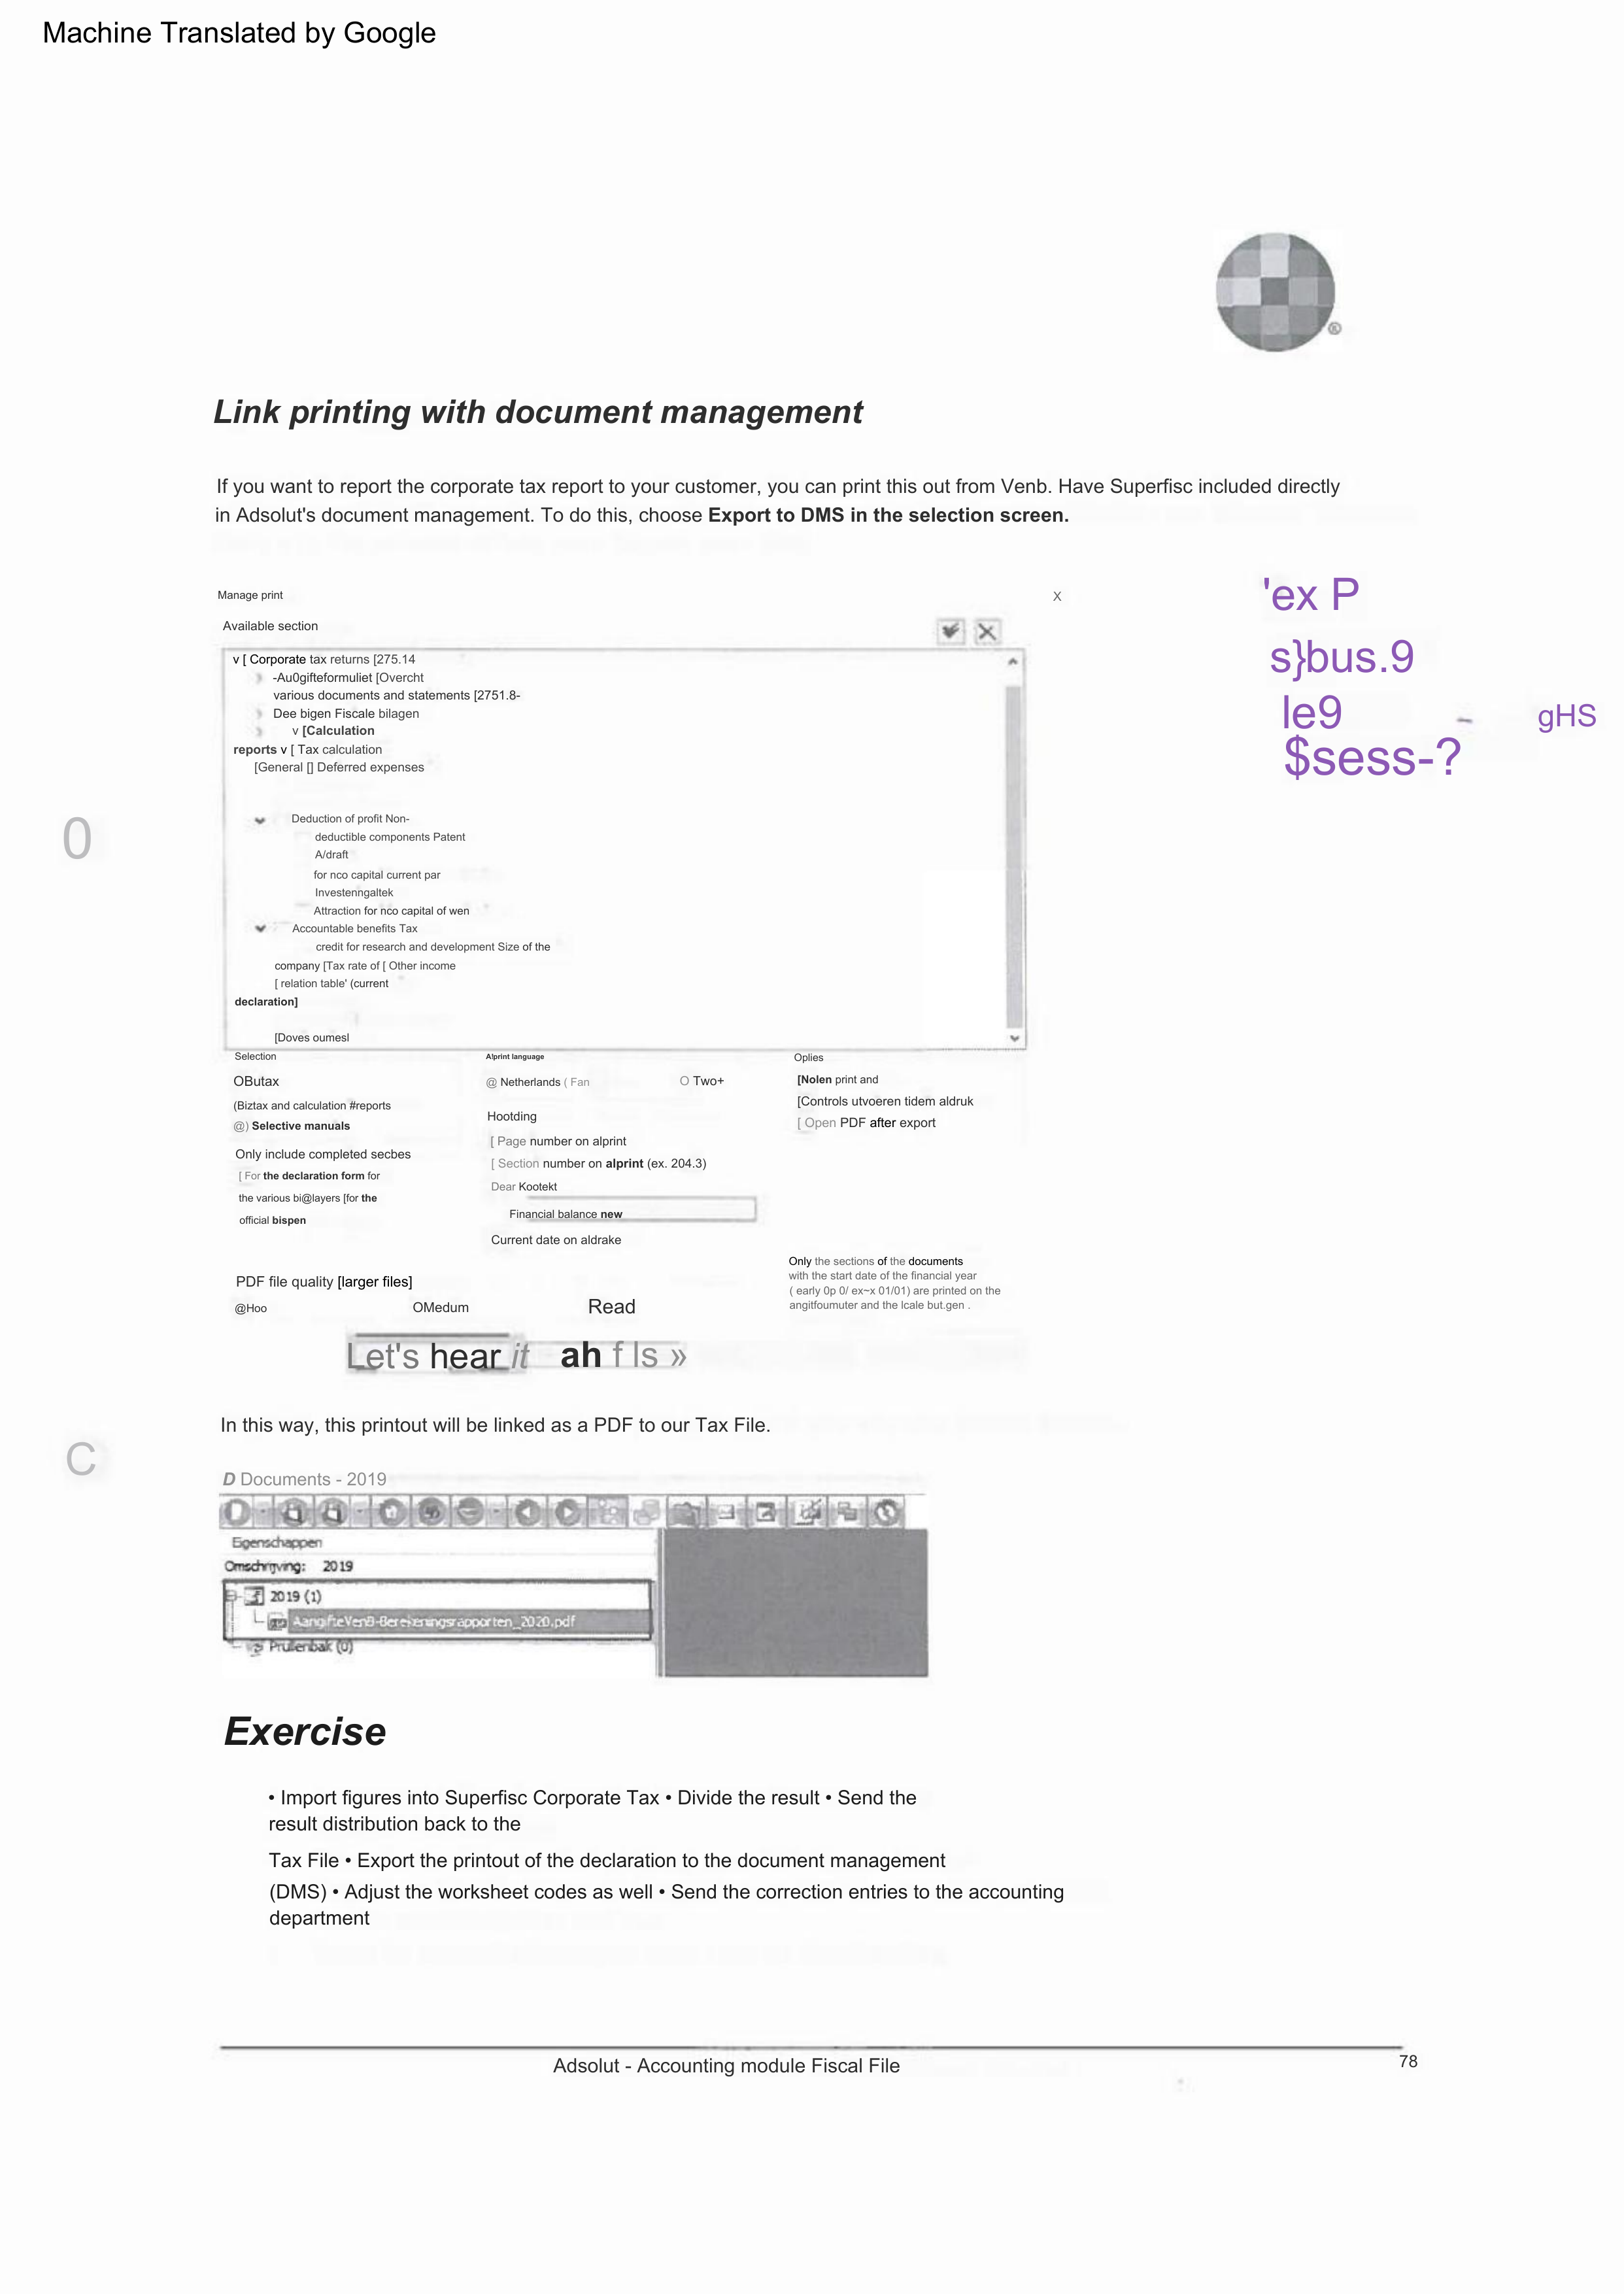 Machine Translated by Google
Link printing with document management
If you want to report the corporate tax report to your customer, you can print this out from Venb. Have Superfisc included directly
in Adsolut's document management. To do this, choose Export to DMS in the selection screen.
'ex P
s}bus.9
le9 - gHS
$sess-?
Manage print X
Available section
v [ Corporate tax returns [275.14
-Au0gifteformuliet [Overcht
various documents and statements [2751.8-
Dee bigen Fiscale bilagen
v [Calculation
reports v [ Tax calculation
[General [] Deferred expenses
0
Deduction of profit Non-
deductible components Patent
A/draft
for nco capital current par
Investenngaltek
Attraction for nco capital of wen
Accountable benefits Tax
credit for research and development Size of the
company [Tax rate of [ Other income
[ relation table' (current
declaration]
[Doves oumesl
Selection Alprint language Oplies
OButax @ Netherlands ( Fan O Two+ [Nolen print and
(Biztax and calculation #reports [Controls utvoeren tidem aldruk
@) Selective manuals Hootding [ Open PDF after export
Only include completed secbes [ Page number on alprint
[ For the declaration form for [ Section number on alprint (ex. 204.3)
the various bi@layers [for the Dear Kootekt
official bispen Financial balance new
Current date on aldrake
Only the sections of the documents
with the start date of the financial year
( early 0p 0/ ex~x 01/01) are printed on the
angitfoumuter and the lcale but.gen .
PDF file quality [larger files]
@Hoo OMedum Read
Let's hear it ah f ls »
In this way, this printout will be linked as a PDF to our Tax File.
C
D Documents - 2019
Eigenschappen
Omschrijving: 2019
2019 (1)
AangifteVenB-Berekeningsrapporten_2020.pdf
Prullenbak (0)
Exercise
• Import figures into Superfisc Corporate Tax • Divide the result • Send the
result distribution back to the
Tax File • Export the printout of the declaration to the document management
(DMS) • Adjust the worksheet codes as well • Send the correction entries to the accounting
department
Adsolut - Accounting module Fiscal File 78